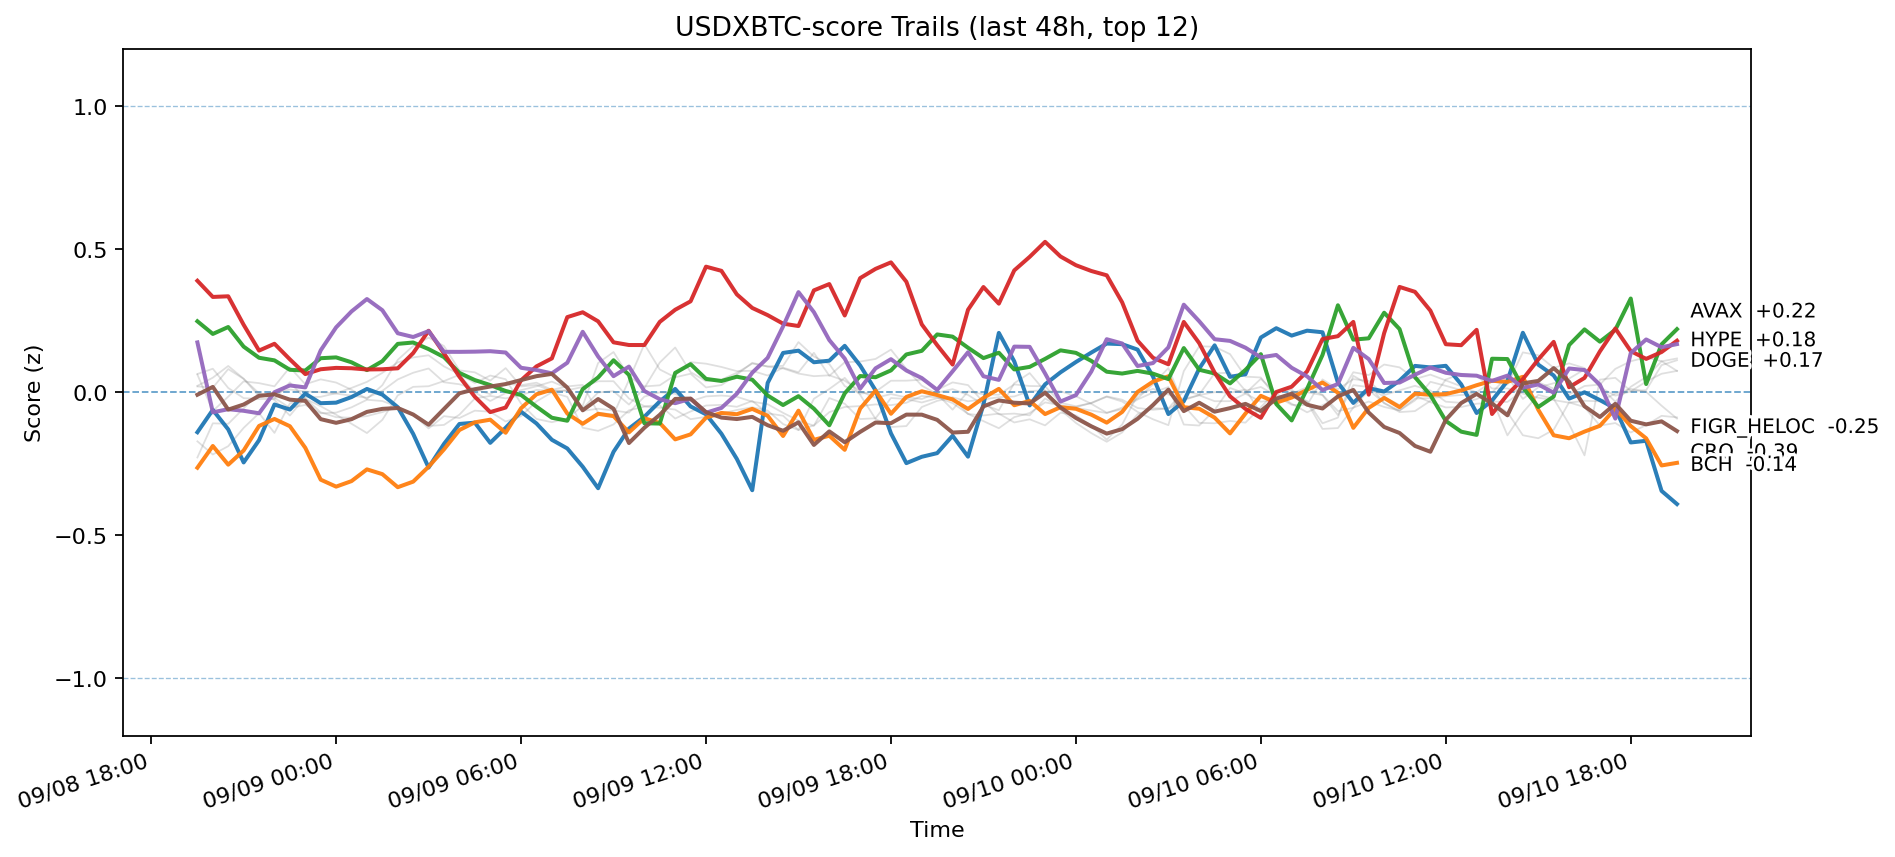 USDXBTC-score Trails (last 48h, top 12)
Score (z)
1.0
0.5
0.0
−0.5
−1.0
AVAX +0.22
HYPE +0.18
DOGE +0.17
FIGR_HELOC -0.25
CRO -0.39
BCH -0.14
09/08 18:00
09/09 00:00
09/09 06:00
09/09 12:00
09/09 18:00
09/10 00:00
09/10 06:00
09/10 12:00
09/10 18:00
Time